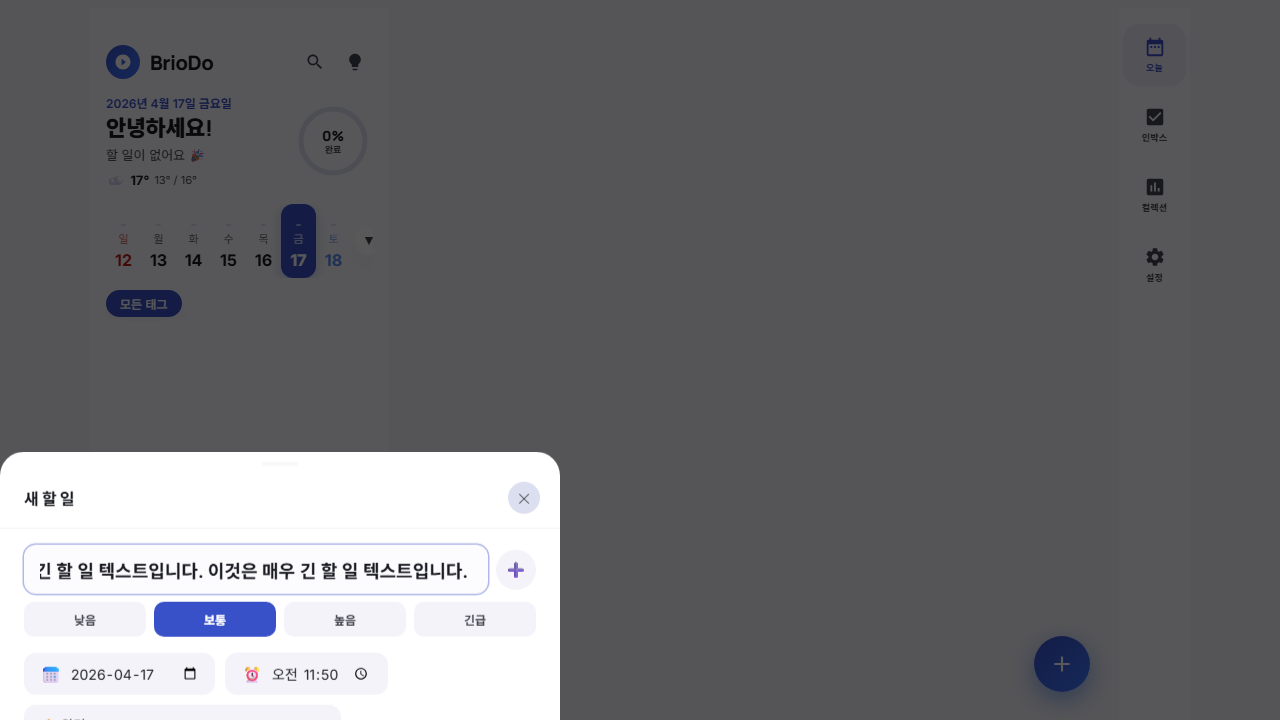 BrioDo
2026년 4월 17일 금요일
안녕하세요!
할 일이 없어요 🎉
17° 13° / 16°
0%
완료
일 월 화 수 목 금 토
12 13 14 15 16 17 18
모든 태그
오늘
인박스
컬렉션
설정
새 할 일
긴 할 일 텍스트입니다. 이것은 매우 긴 할 일 텍스트입니다.
낮음 보통 높음 긴급
2026-04-17 오전 11:50